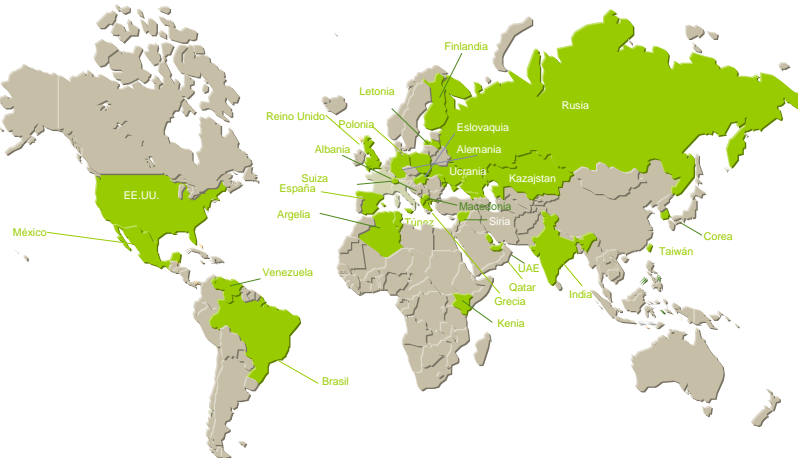 Finlandia
Letonia
Rusia
Reino Unido
Polonia
Eslovaquia
Albania
Alemania
Ucrania
Suiza
Kazajstan
España
EE.UU.
Macedonia
Argelia
Túnez
Siria
México
Corea
Taiwán
Venezuela
UAE
Qatar
India
Grecia
Kenia
Brasil